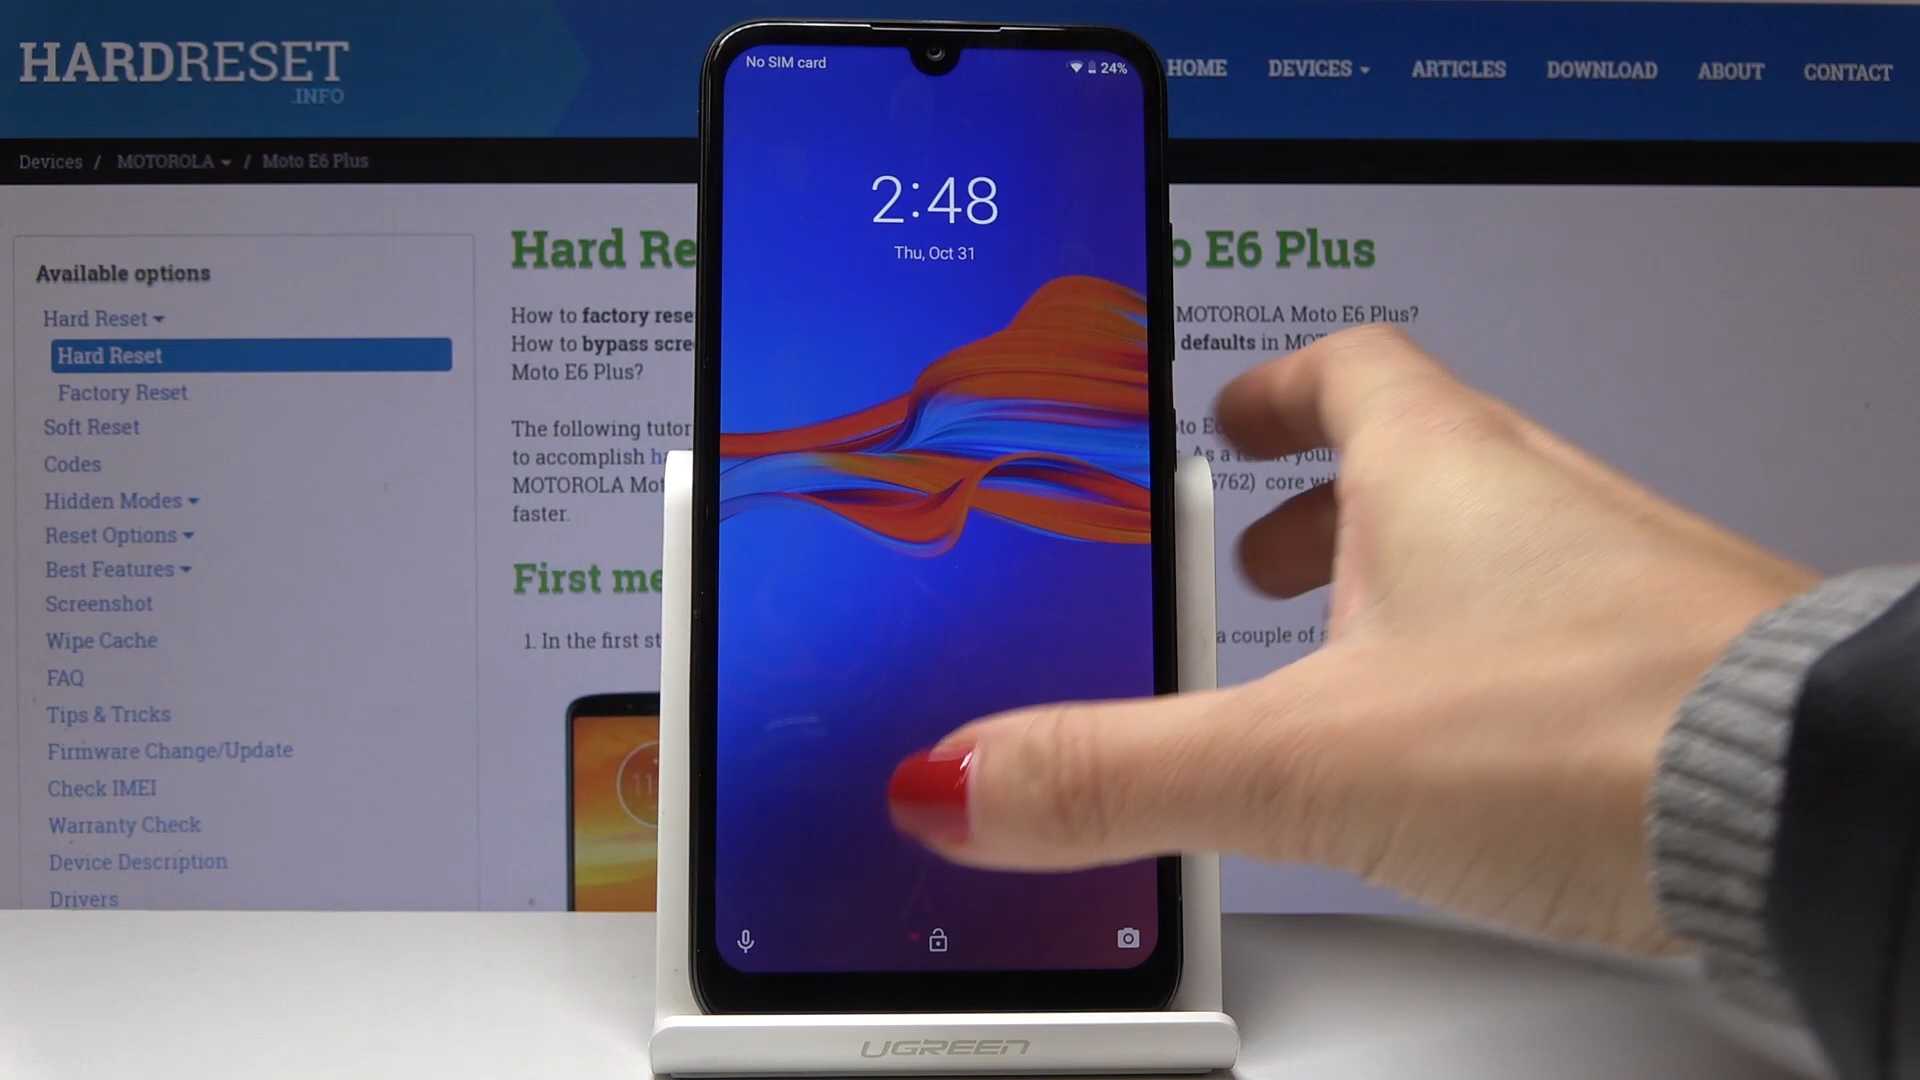 HARDRESET
.INFO
HOME DEVICES ARTICLES DOWNLOAD ABOUT CONTACT
Devices / MOTOROLA / Moto E6 Plus
Available options
Hard Reset
Hard Reset
Factory Reset
Soft Reset
Codes
Hidden Modes
Reset Options
Best Features
Screenshot
Wipe Cache
FAQ
Tips & Tricks
Firmware Change/Update
Check IMEI
Warranty Check
Device Description
Drivers
Hard Re
E6 Plus
How to factory rese
MOTOROLA Moto E6 Plus?
How to bypass scre
defaults in MOT
Moto E6 Plus?
The following tutor
to accomplish ha
As a your
MOTOROLA Mot
6762) core
faster.
First me
1. In the first st
a couple of s
No SIM card
24%
2:48
Thu, Oct 31
UGREEN